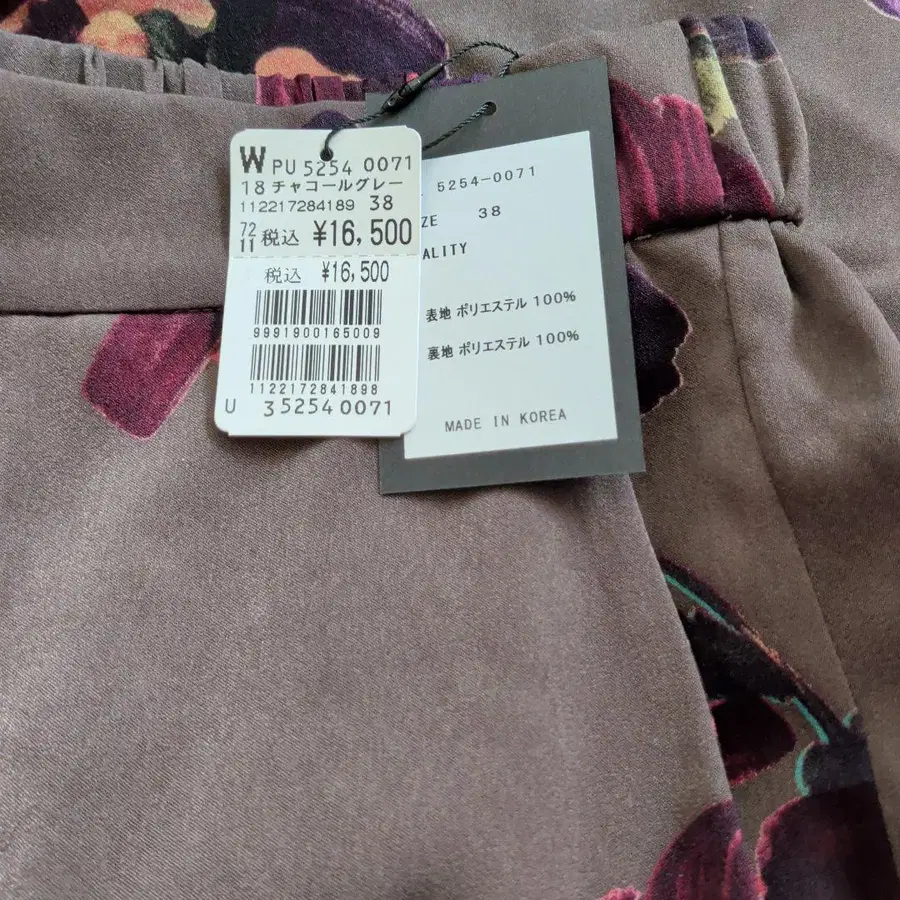 W PU 5254 0071
18 チャコールグレー
112217284189 38
72
11 税込 ¥16,500
税込 ¥16,500
9991900165009
1122172841898
U 352540071
5254-0071
ZE 38
ALITY
表地 ポリエステル 100%
裏地 ポリエステル 100%
MADE IN KOREA